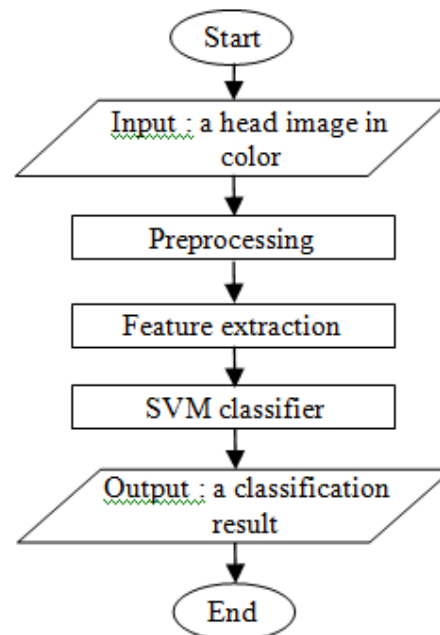 Start
Input : a head image in
color
Preprocessing
Feature extraction
SVM classifier
Output : a classification
result
End